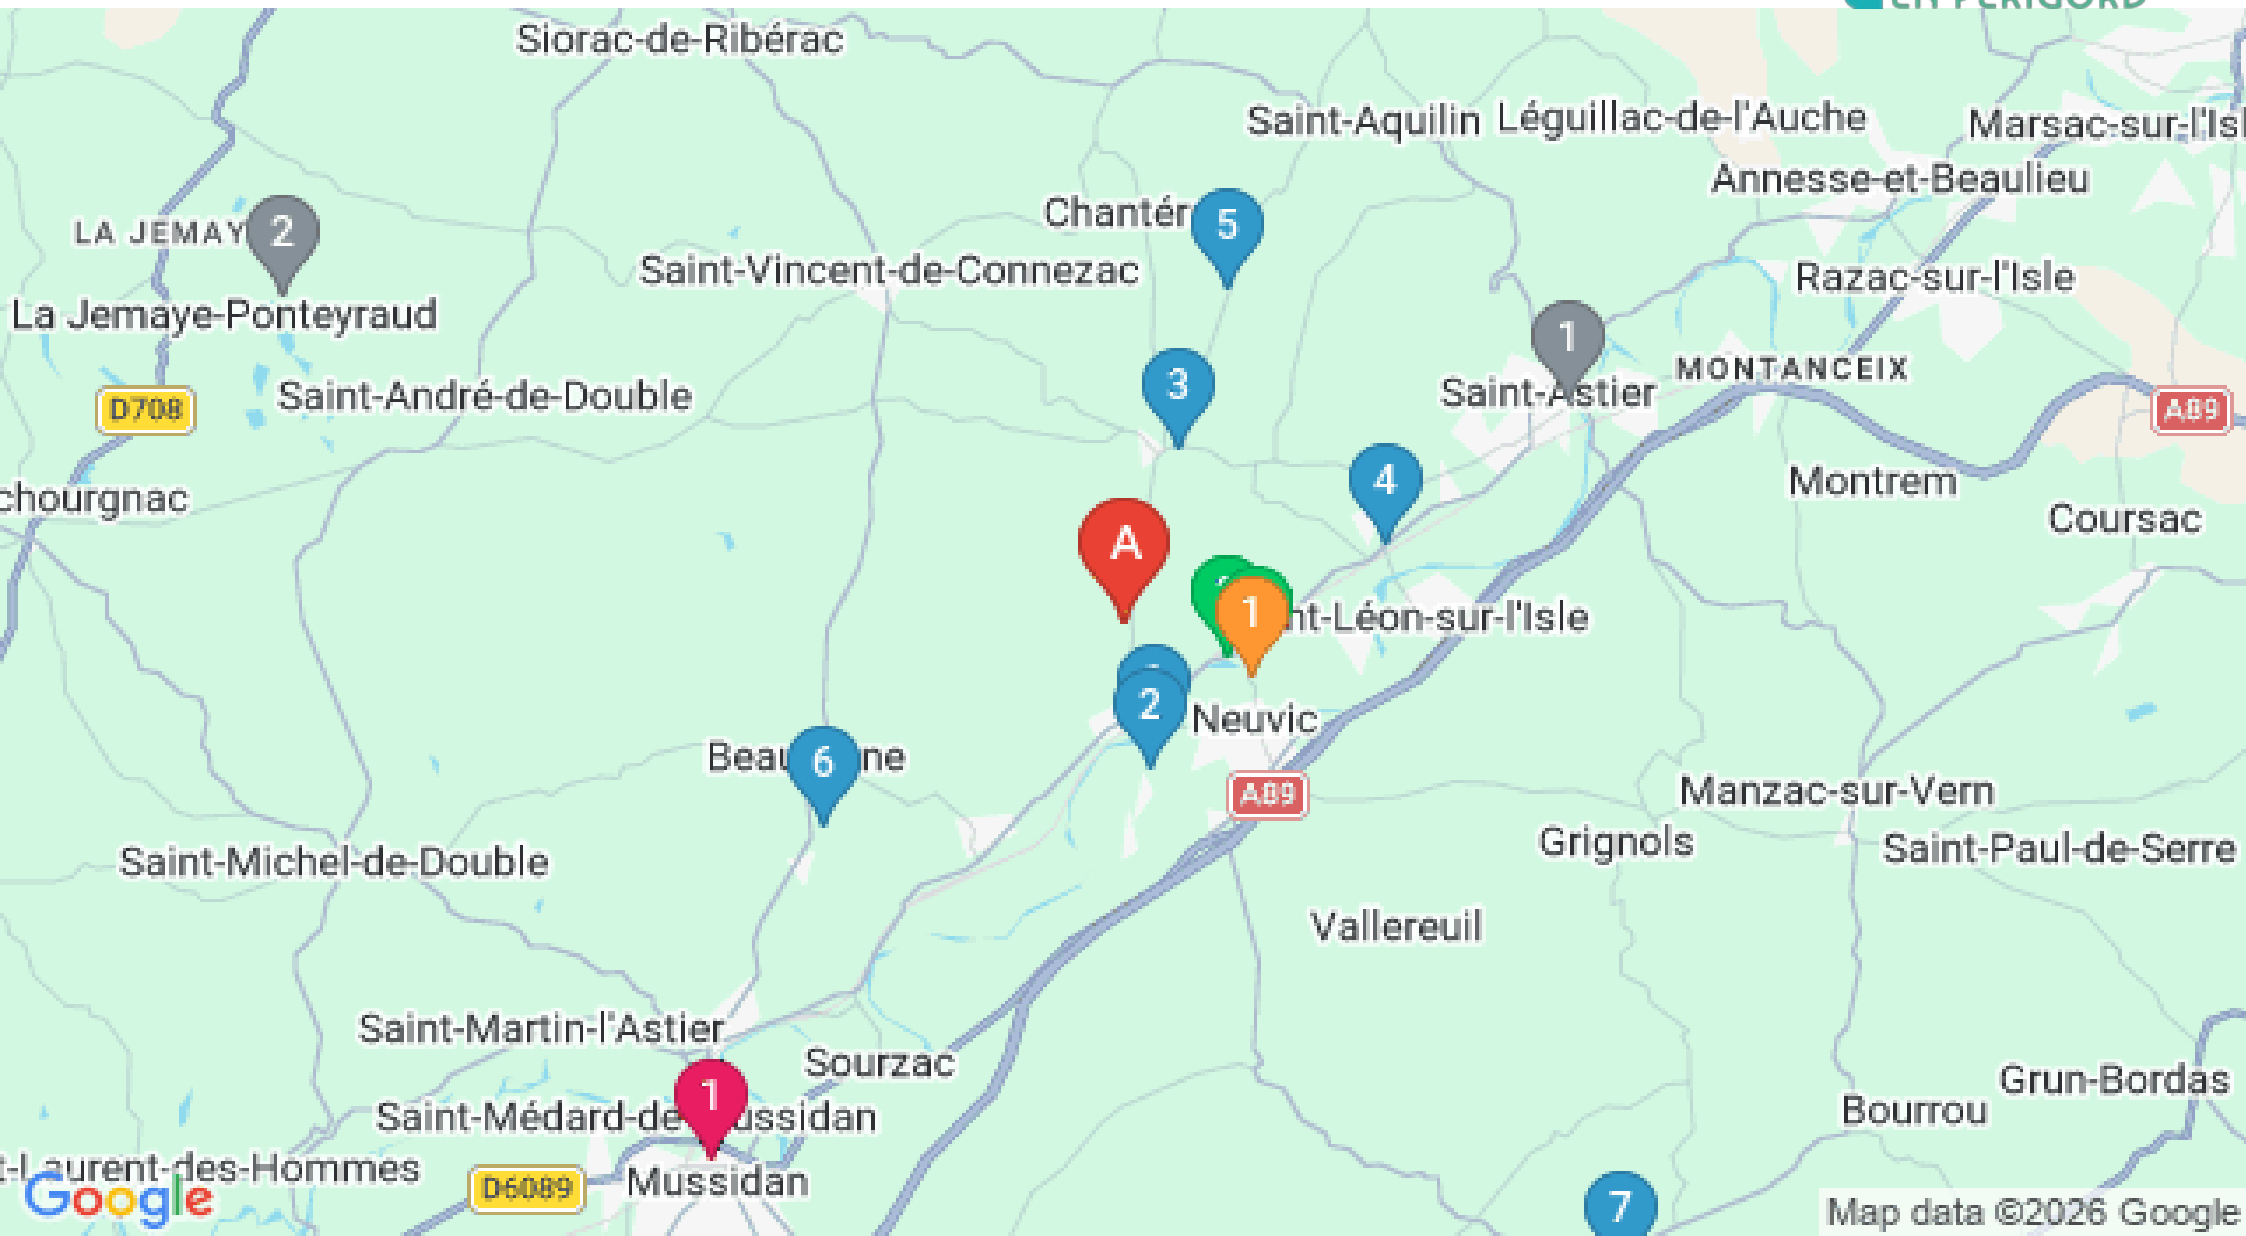 EN PÉRIGORD
Siorac-de-Ribérac
Saint-Aquilin
Léguillac-de-l'Auche
Marsac-sur-l'Isl
Annesse-et-Beaulieu
Chantér
5
LA JEMAY
2
Saint-Vincent-de-Connezac
Razac-sur-l'Isle
La Jemaye-Ponteyraud
1
MONTANCEIX
3
Saint-André-de-Double
Saint-Astier
D708
A89
chourgnac
4
Montrem
Coursac
A
1
nt-Léon-sur-l'Isle
2
Neuvic
Beau
ne
6
A89
Manzac-sur-Vern
Grignols
Saint-Paul-de-Serre
Saint-Michel-de-Double
Vallereuil
Saint-Martin-l'Astier
Sourzac
Grun-Bordas
1
Saint-Médard-de-
ussidan
Bourrou
t-Laurent-des-Hommes
D6089
Mussidan
Google
7
Map data ©2026 Google